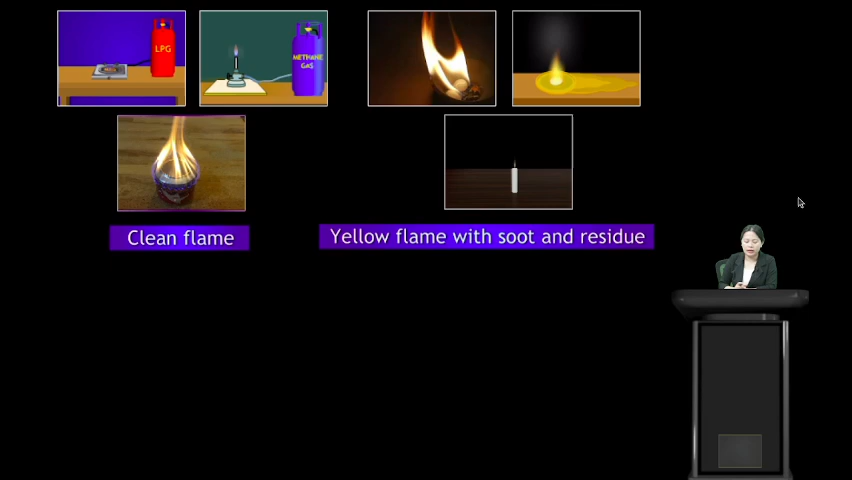 LPG
METHANE
GAS
Clean flame
Yellow flame with soot and residue